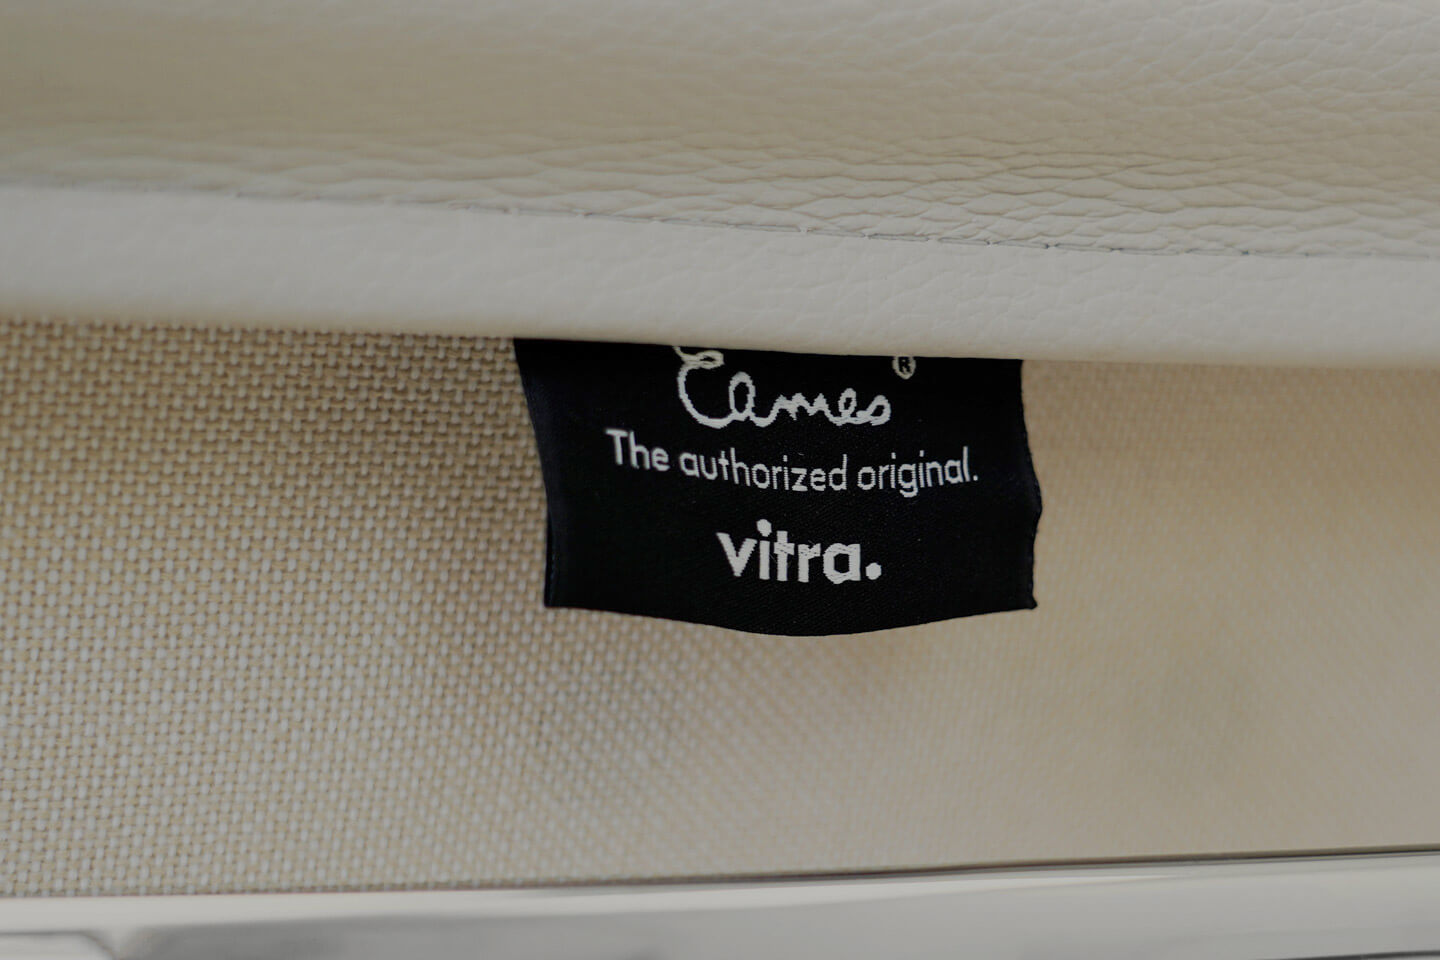 Eames®
The authorized original.
vitra.